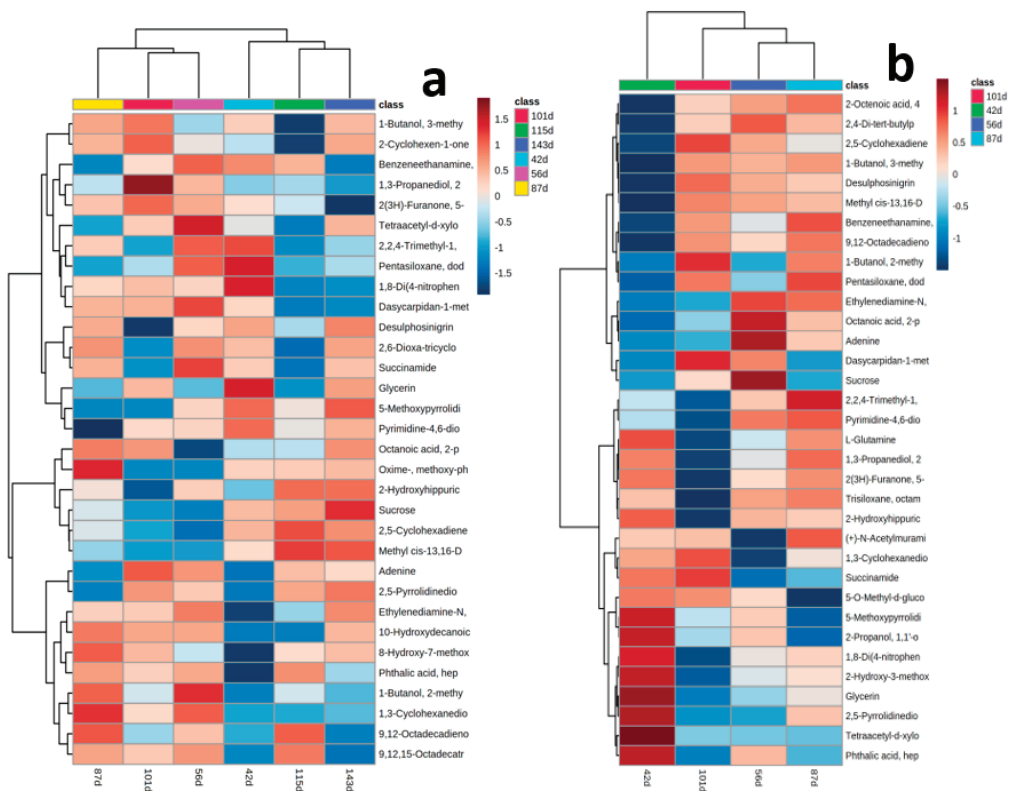 a
class
1-Butanol, 3-methy
2-Cyclohexen-1-one
Benzeneethanamine,
1,3-Propanediol, 2
2(3H)-Furanone, 5-
Tetraacetyl-d-xylo
2,2,4-Trimethyl-1,
Pentasiloxane, dod
1,8-Di(4-nitrophen
Dasycarpidan-1-met
Desulphosinigrin
2,6-Dioxa-tricyclo
Succinamide
Glycerin
5-Methoxypyrrolidi
Pyrimidine-4,6-dio
Octanoic acid, 2-p
Oxime-, methoxy-ph
2-Hydroxyhippuric
Sucrose
2,5-Cyclohexadiene
Methyl cis-13,16-D
Adenine
2,5-Pyrrolidinedio
Ethylenediamine-N,
10-Hydroxydecanoic
8-Hydroxy-7-methox
Phthalic acid, hep
1-Butanol, 2-methy
1,3-Cyclohexanedio
9,12-Octadecadieno
9,12,15-Octadecatr
87d 101d 56d 42d 115d 143d
1.5
1
0.5
0
-0.5
-1
-1.5
class
101d
115d
143d
42d
56d
87d
b
class
2-Octenoic acid, 4
2,4-Di-tert-butylp
2,5-Cyclohexadiene
1-Butanol, 3-methy
Desulphosinigrin
Methyl cis-13,16-D
Benzeneethanamine,
9,12-Octadecadieno
1-Butanol, 2-methy
Pentasiloxane, dod
Ethylenediamine-N,
Octanoic acid, 2-p
Adenine
Dasycarpidan-1-met
Sucrose
2,2,4-Trimethyl-1,
Pyrimidine-4,6-dio
L-Glutamine
1,3-Propanediol, 2
2(3H)-Furanone, 5-
Trisiloxane, octam
2-Hydroxyhippuric
(+)-N-Acetylmurami
1,3-Cyclohexanedio
Succinamide
5-O-Methyl-d-gluco
5-Methoxypyrrolidi
2-Propanol, 1,1'-o
1,8-Di(4-nitrophen
2-Hydroxy-3-methox
Glycerin
2,5-Pyrrolidinedio
Tetraacetyl-d-xylo
Phthalic acid, hep
42d 101d 56d 87d
1
0.5
0
-0.5
-1
class
101d
42d
56d
87d